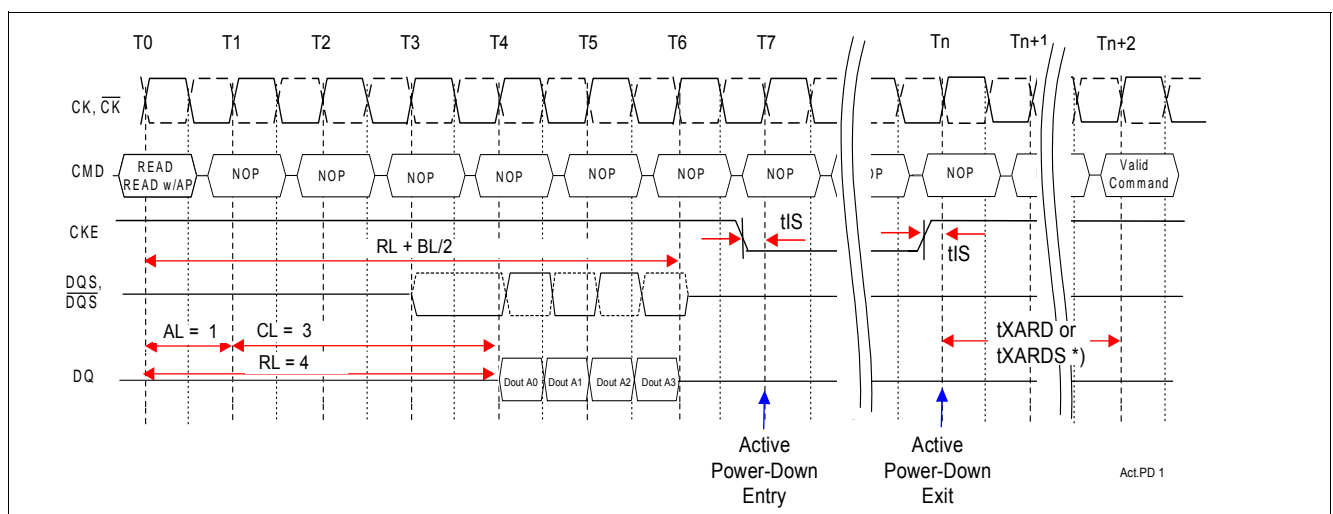 T0 T1 T2 T3 T4 T5 T6 T7 Tn Tn+1 Tn+2
CK, CK
CMD READ NOP NOP NOP NOP NOP NOP NOP OP NOP Valid
READ w/AP Command
CKE tIS tIS
RL + BL/2
DQS,
DQS
AL = 1 CL = 3 tXARD or
RL = 4 tXARDS *)
DQ Dout A0 Dout A1 Dout A2 Dout A3
Active Active
Power-Down Power-Down
Entry Exit
Act.PD 1